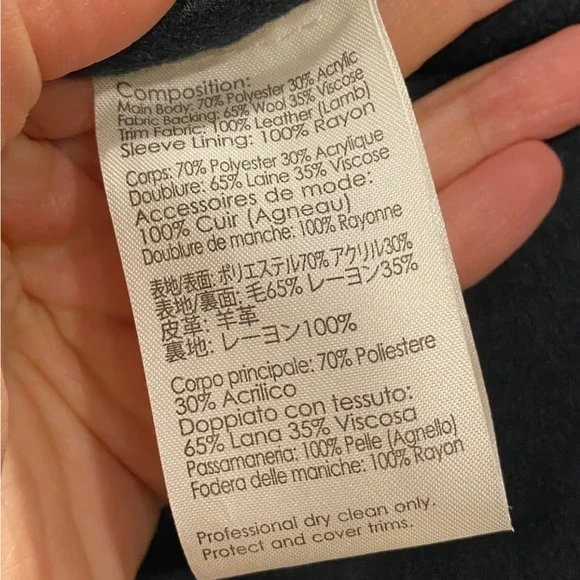 Composition:
Main Body: 70% Polyester 30% Acrylic
Fabric Backing: 65% Wool 35% Viscose
Trim Fabric: 100% Leather (Lamb)
Sleeve Lining: 100% Rayon
Corps: 70% Polyester 30% Acrylique
Doublure: 65% Laine 35% Viscose
Accessoires de mode:
100% Cuir (Agneau)
Doublure de manche: 100% Rayonne
表地/表面: ポリエステル70% アクリル30%
表地/裏面: 毛65% レーヨン35%
皮革: 羊革
裏地: レーヨン100%
Corpo principale: 70% Poliestere
30% Acrilico
Doppiato con tessuto:
65% Lana 35% Viscosa
Passamaneria: 100% Pelle (Agnello)
Fodera delle maniche: 100% Rayon
Professional dry clean only.
Protect and cover trims.